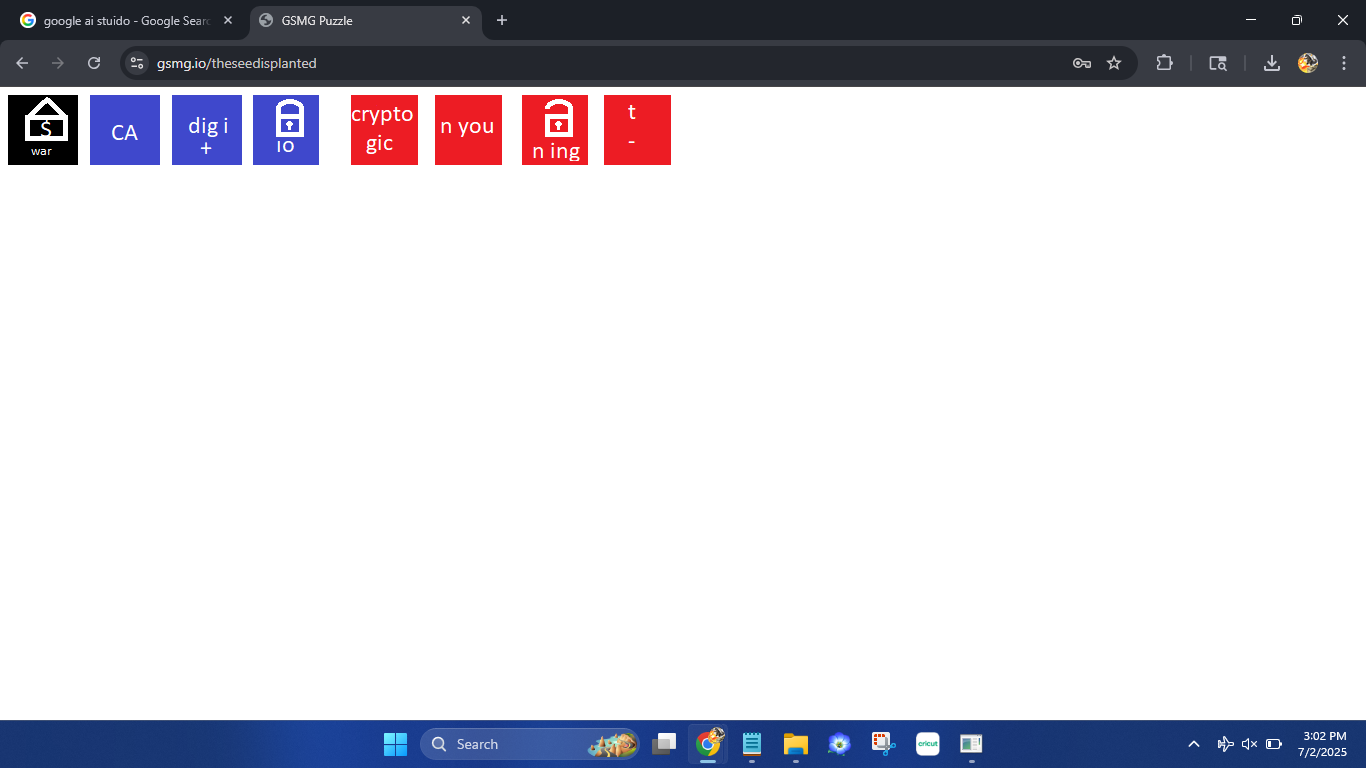 google ai stuido - Google Sear
GSMG Puzzle
gsmg.io/theseedisplanted
$
war
CA
dig i
+
IO
crypto
gic
n you
n ing
t
-
Search
cricut
3:02 PM
7/2/2025